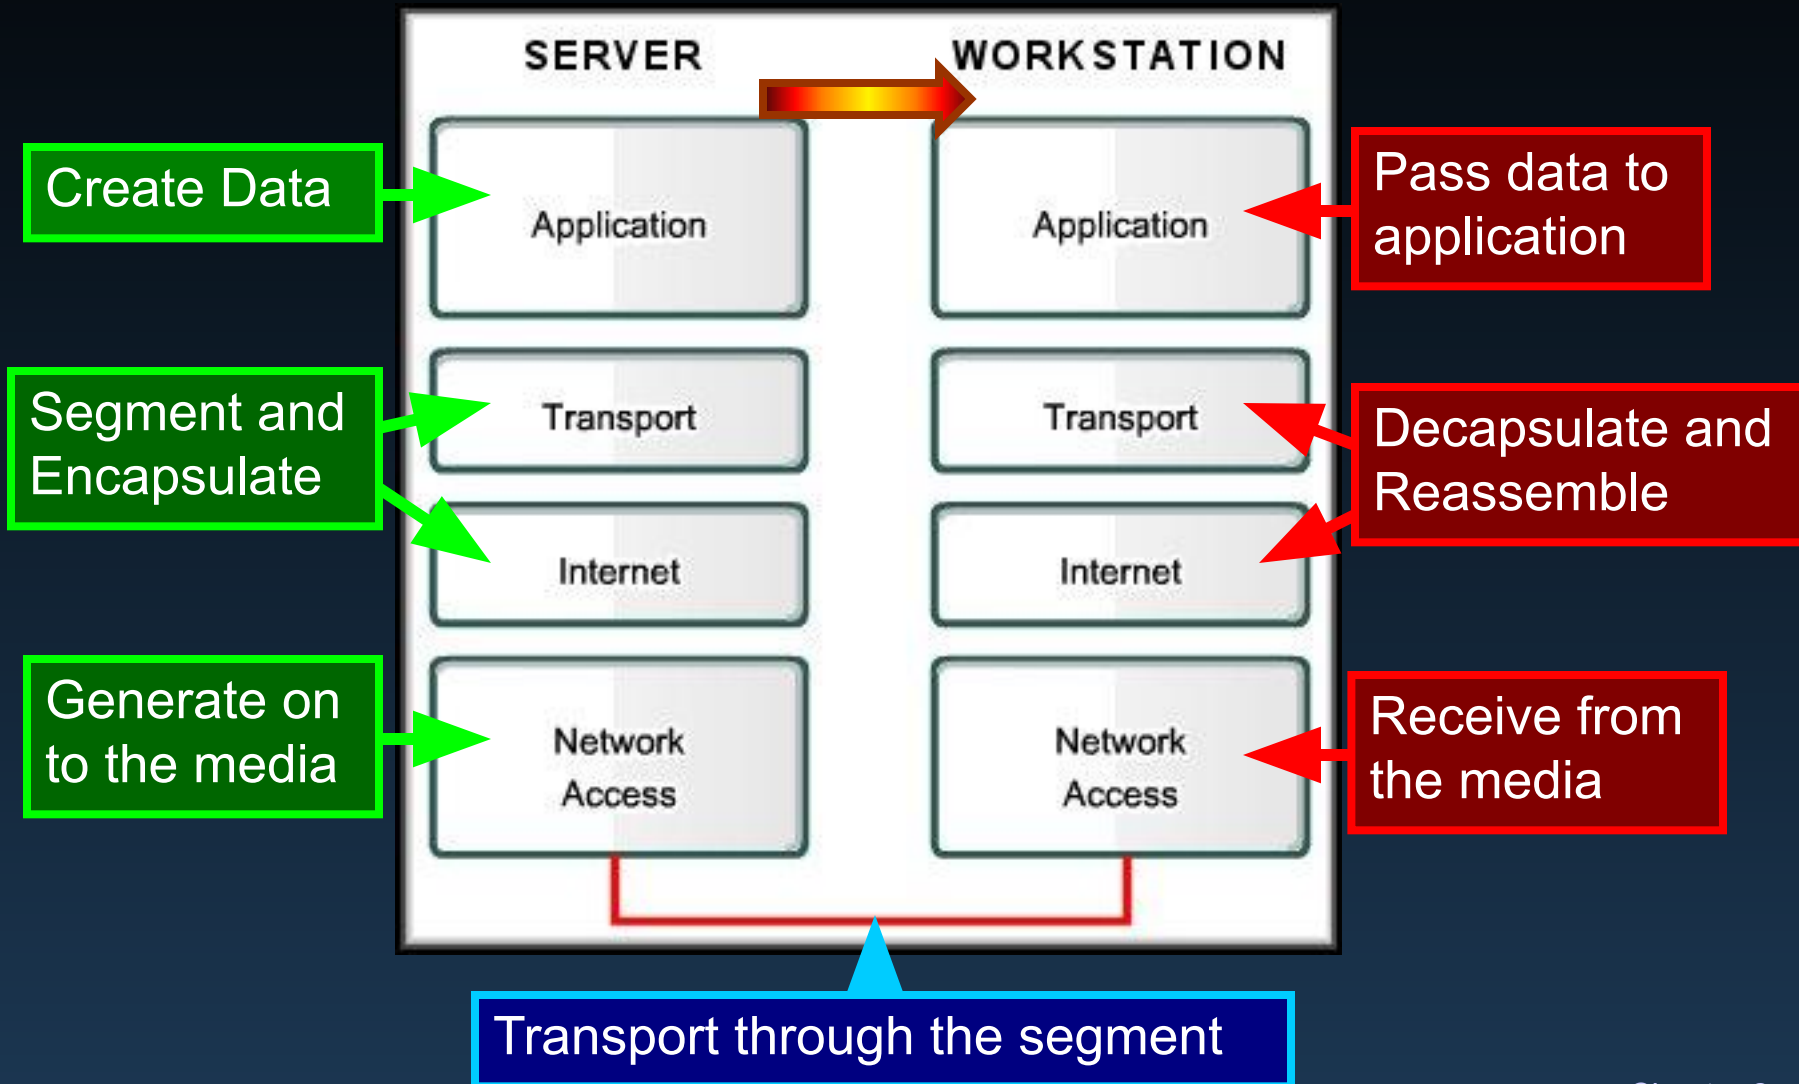 SERVER
WORKSTATION
Create Data
Application
Application
Pass data to
application
Segment and
Encapsulate
Transport
Transport
Decapsulate and
Reassemble
Internet
Internet
Generate on
to the media
Network
Access
Network
Access
Receive from
the media
Transport through the segment